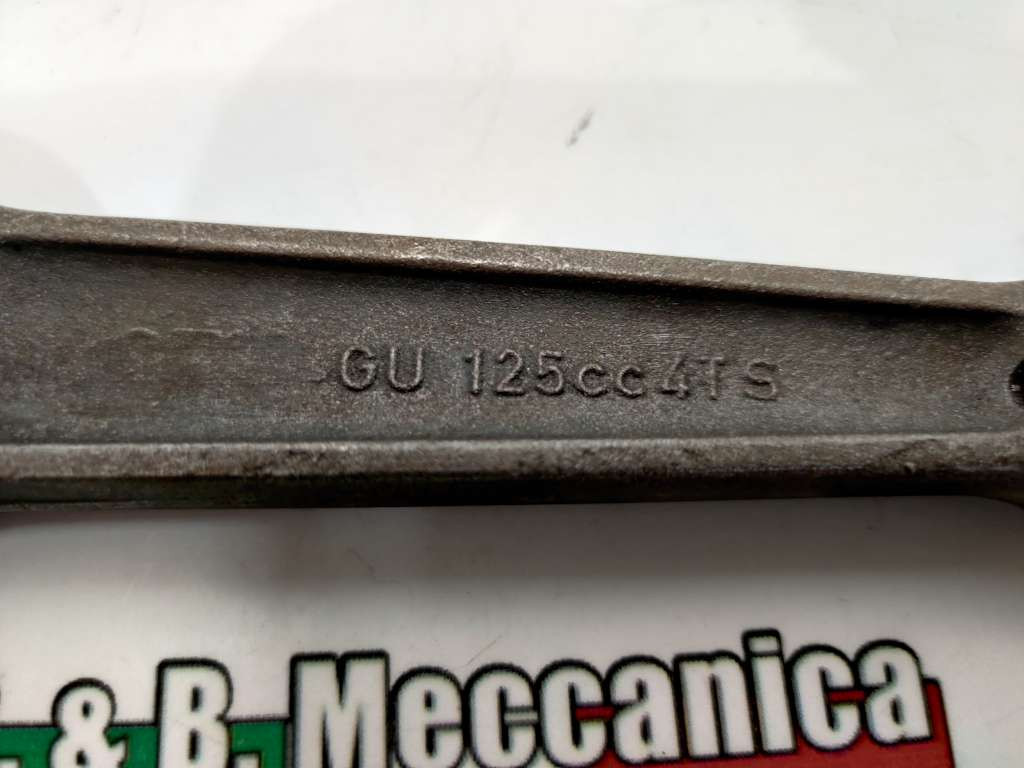 GU 125cc4TS
& B. Meccanica